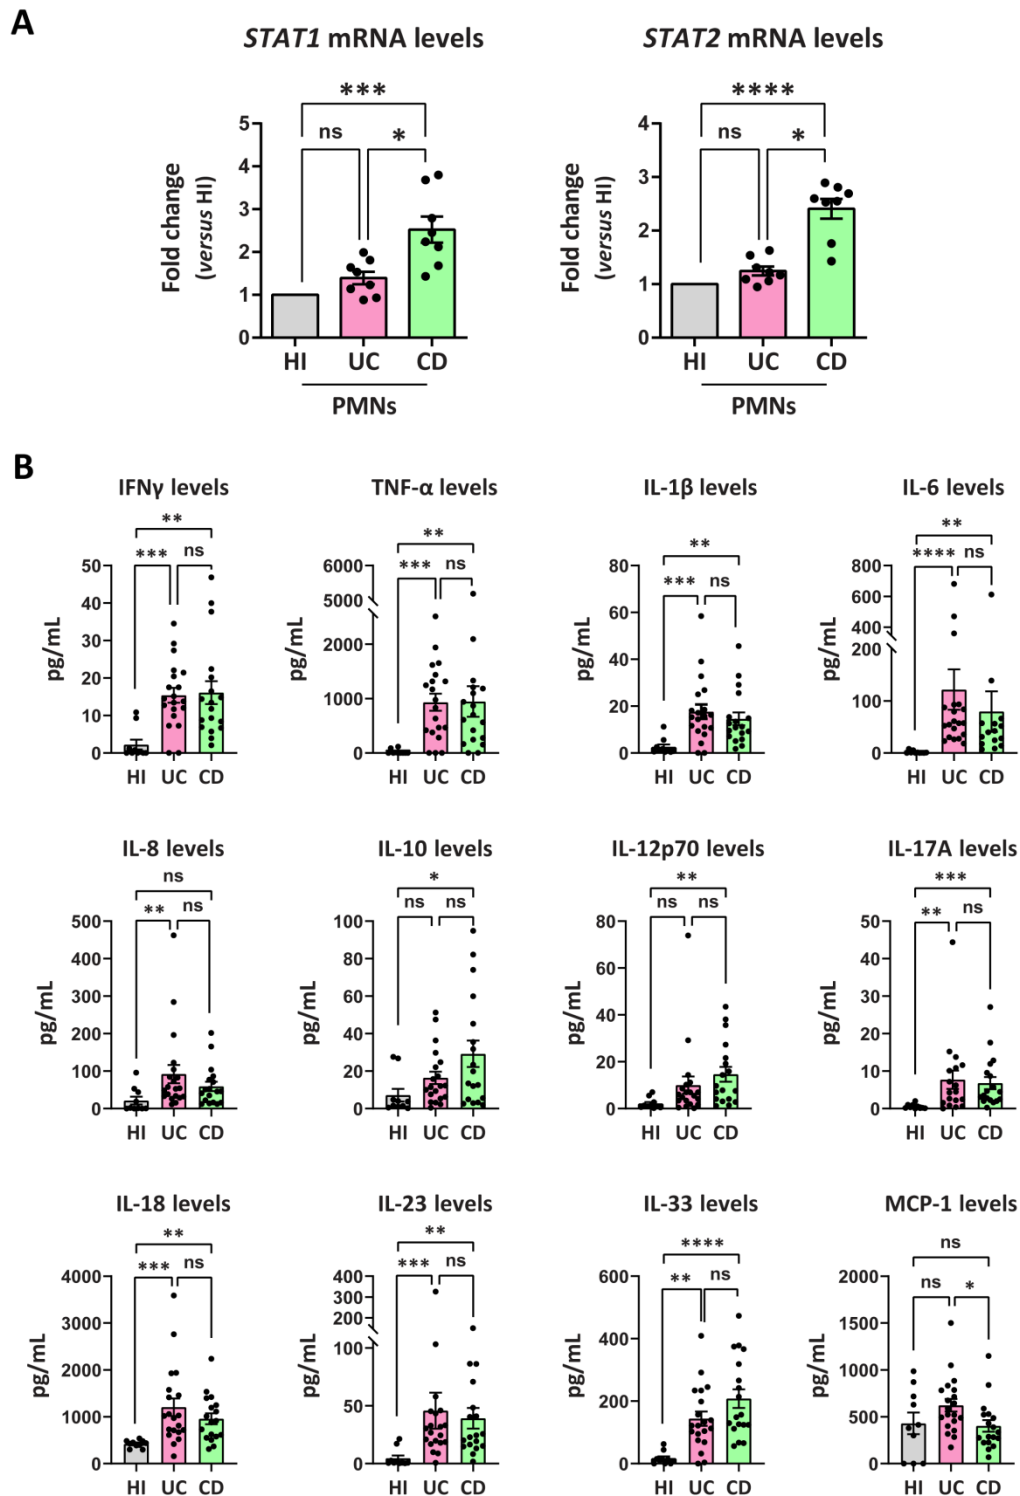 A
STAT1 mRNA levels
STAT2 mRNA levels
***
ns
*
5
4
3
2
1
0
Fold change
(versus HI)
HI
UC
CD
PMNs
****
ns
*
4
3
2
1
0
Fold change
(versus HI)
HI
UC
CD
PMNs
B
IFNγ levels
**
***
ns
50
40
30
20
10
0
pg/mL
HI
UC
CD
TNF-α levels
**
***
ns
6000
5000
2000
1000
0
pg/mL
HI
UC
CD
IL-1β levels
**
***
ns
80
60
40
20
0
pg/mL
HI
UC
CD
IL-6 levels
**
****
ns
800
600
400
200
100
0
pg/mL
HI
UC
CD
IL-8 levels
ns
**
ns
500
400
300
200
100
0
pg/mL
HI
UC
CD
IL-10 levels
*
ns
ns
100
80
60
40
20
0
pg/mL
HI
UC
CD
IL-12p70 levels
**
ns
ns
80
60
40
20
0
pg/mL
HI
UC
CD
IL-17A levels
***
**
ns
50
40
30
20
10
0
pg/mL
HI
UC
CD
IL-18 levels
**
***
ns
4000
3000
2000
1000
0
pg/mL
HI
UC
CD
IL-23 levels
**
***
ns
400
300
200
100
50
0
pg/mL
HI
UC
CD
IL-33 levels
****
**
ns
600
400
200
0
pg/mL
HI
UC
CD
MCP-1 levels
ns
ns
*
2000
1500
1000
500
0
pg/mL
HI
UC
CD